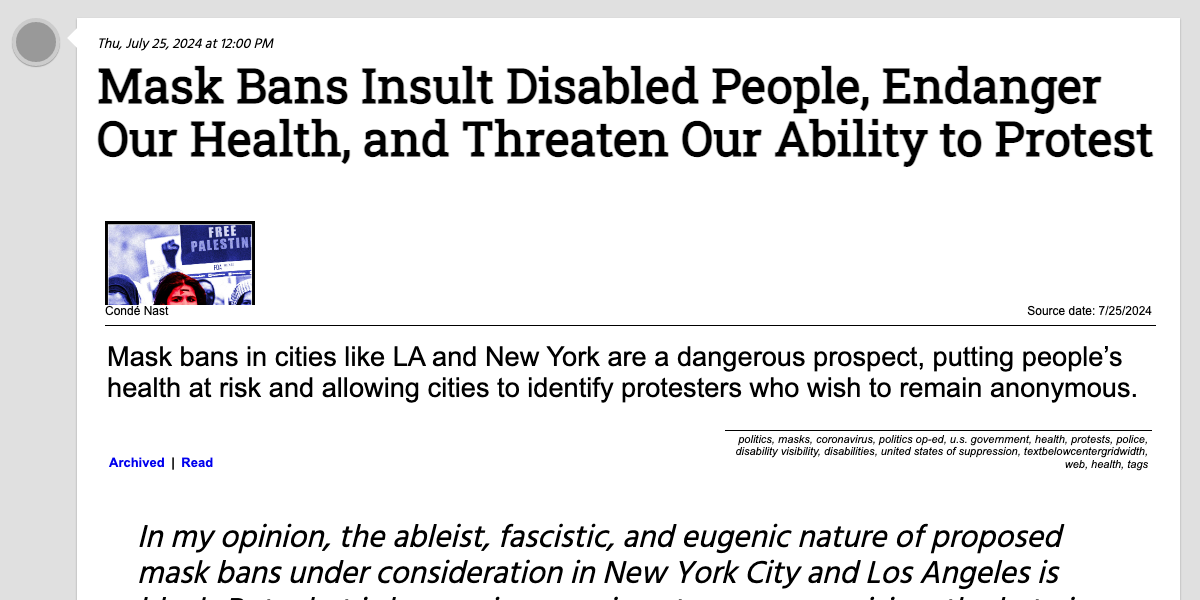 Thu, July 25, 2024 at 12:00 PM
Mask Bans Insult Disabled People, Endanger
Our Health, and Threaten Our Ability to Protest
FREE
PALESTIN
Condé Nast
Source date: 7/25/2024
Mask bans in cities like LA and New York are a dangerous prospect, putting people’s
health at risk and allowing cities to identify protesters who wish to remain anonymous.
politics, masks, coronavirus, politics op-ed, u.s. government, health, protests, police,
disability visibility, disabilities, united states of suppression, textbelowcentergridwidth,
web, health, tags
Archived | Read
In my opinion, the ableist, fascistic, and eugenic nature of proposed
mask bans under consideration in New York City and Los Angeles is